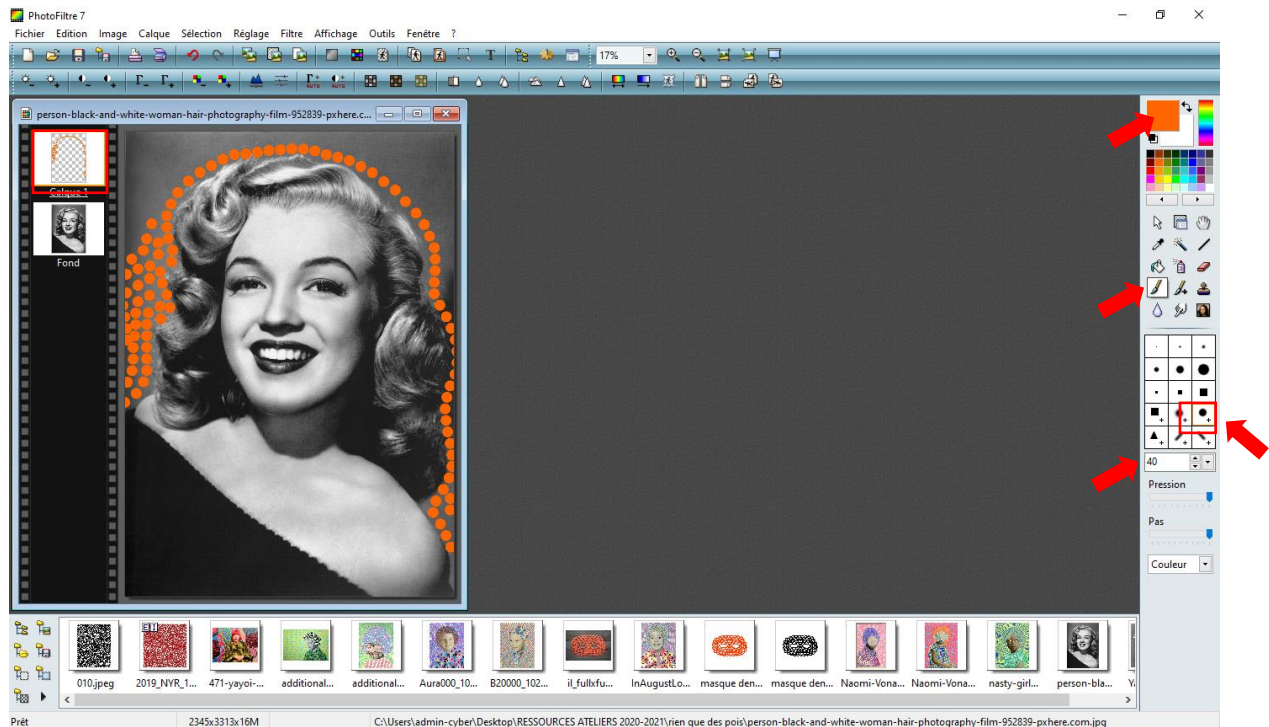 PhotoFiltre 7
Fichier Edition Image Calque Sélection Réglage Filtre Affichage Outils Fenêtre ?
T 17%
AUTO AUTO
person-black-and-white-woman-hair-photography-film-952839-pxhere.c...
Calque 1
Fond
40
Pression
Pas
Couleur
010.jpeg 2019_NYR_1... 471-yayoi-... additional... additional... Aura000_10... B20000_102... il_fullxfu... InAugustLo... masque den... masque den... Naomi-Vona... Naomi-Vona... nasty-girl... person-bla...
Prêt 2345x3313x16M C:\Users\admin-cyber\Desktop\RESSOURCES ATELIERS 2020-2021\rien que des pois\person-black-and-white-woman-hair-photography-film-952839-pxhere.com.jpg